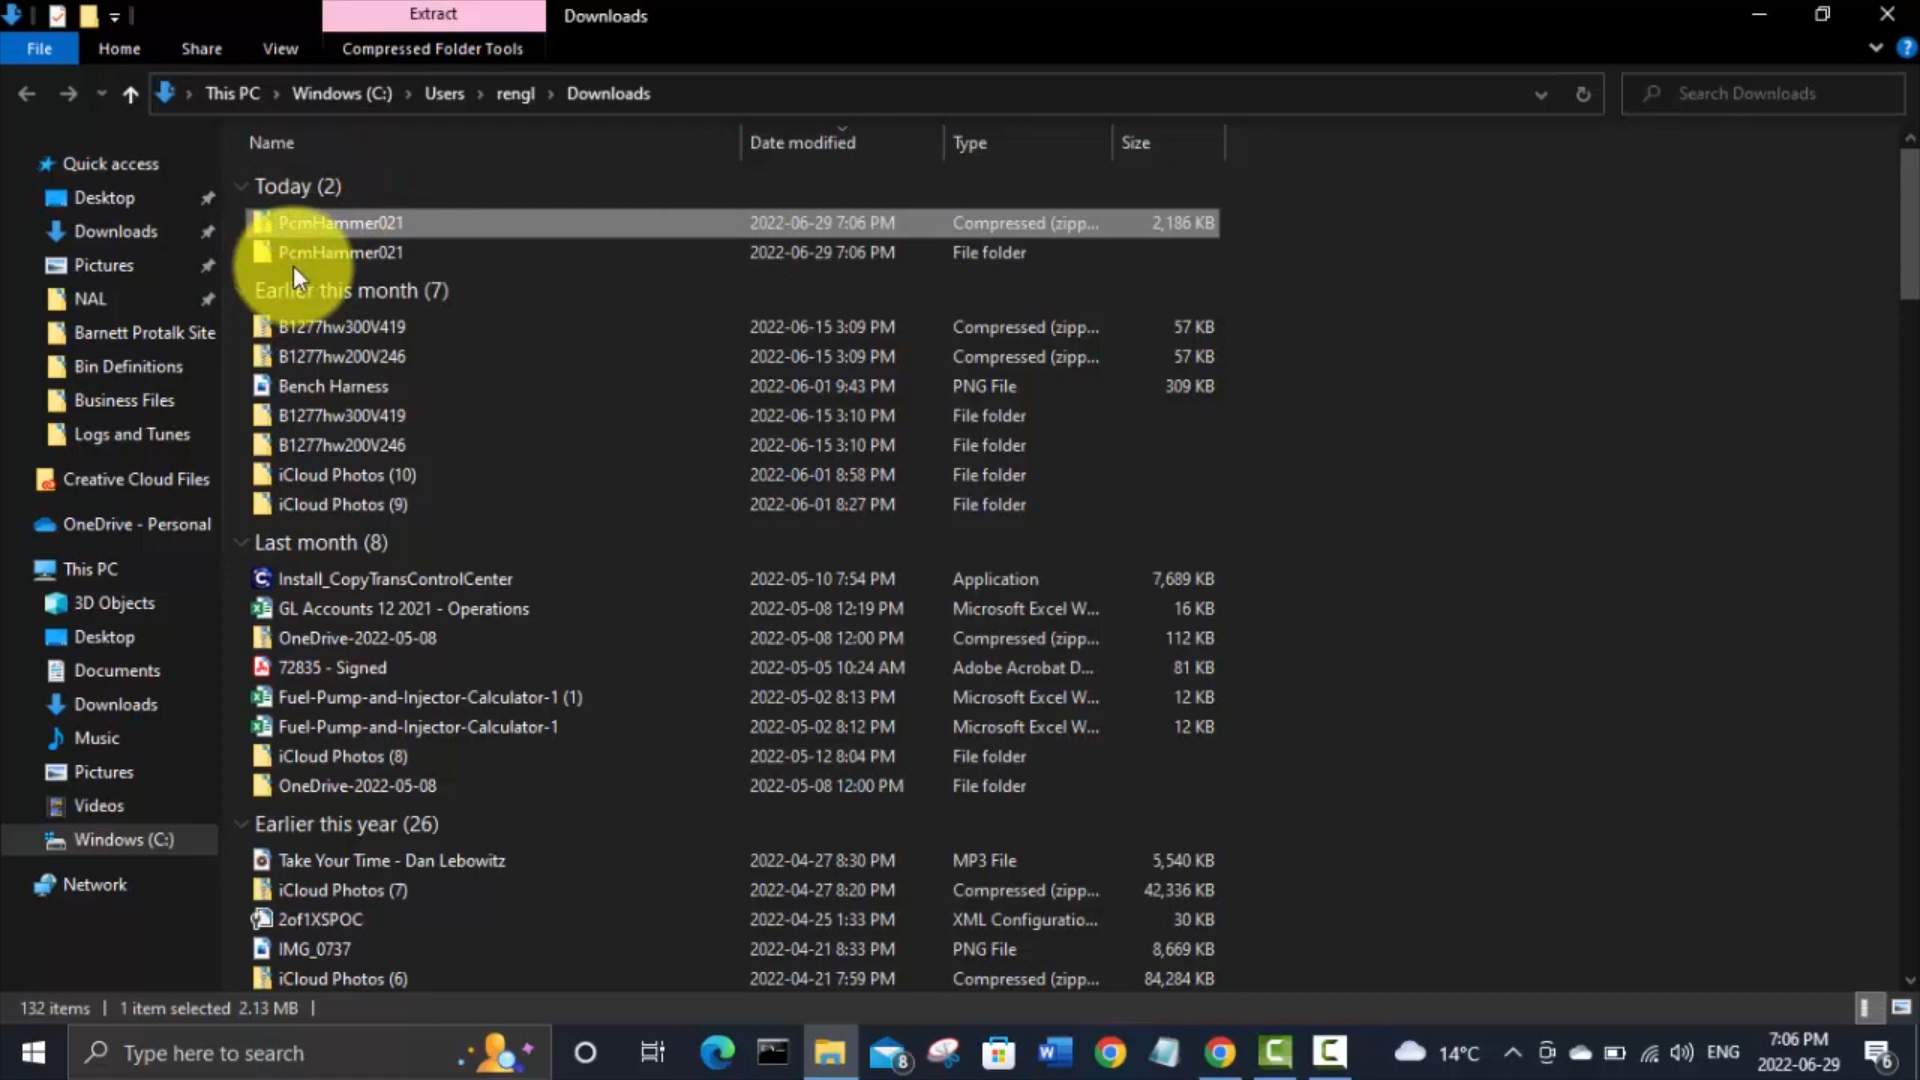 Extract
Downloads
File
Home
Share
View
Compressed Folder Tools
This PC
Windows (C:)
Users
rengl
Downloads
Search Downloads
Name
Date modified
Type
Size
Quick access
Desktop
Downloads
Pictures
NAL
Barnett Protalk Site
Bin Definitions
Business Files
Logs and Tunes
Creative Cloud Files
OneDrive - Personal
This PC
3D Objects
Desktop
Documents
Downloads
Music
Pictures
Videos
Windows (C:)
Network
Today (2)
PcmHammer021 2022-06-29 7:06 PM Compressed (zipp... 2,186 KB
PcmHammer021 2022-06-29 7:06 PM File folder
Earlier this month (7)
B1277hw300V419 2022-06-15 3:09 PM Compressed (zipp... 57 KB
B1277hw200V246 2022-06-15 3:09 PM Compressed (zipp... 57 KB
Bench Harness 2022-06-01 9:43 PM PNG File 309 KB
B1277hw300V419 2022-06-15 3:10 PM File folder
B1277hw200V246 2022-06-15 3:10 PM File folder
iCloud Photos (10) 2022-06-01 8:58 PM File folder
iCloud Photos (9) 2022-06-01 8:27 PM File folder
Last month (8)
Install_CopyTransControlCenter 2022-05-10 7:54 PM Application 7,689 KB
GL Accounts 12 2021 - Operations 2022-05-08 12:19 PM Microsoft Excel W... 16 KB
OneDrive-2022-05-08 2022-05-08 12:00 PM Compressed (zipp... 112 KB
72835 - Signed 2022-05-05 10:24 AM Adobe Acrobat D... 81 KB
Fuel-Pump-and-Injector-Calculator-1 (1) 2022-05-02 8:13 PM Microsoft Excel W... 12 KB
Fuel-Pump-and-Injector-Calculator-1 2022-05-02 8:12 PM Microsoft Excel W... 12 KB
iCloud Photos (8) 2022-05-12 8:04 PM File folder
OneDrive-2022-05-08 2022-05-08 12:00 PM File folder
Earlier this year (26)
Take Your Time - Dan Lebowitz 2022-04-27 8:30 PM MP3 File 5,540 KB
iCloud Photos (7) 2022-04-27 8:20 PM Compressed (zipp... 42,336 KB
2of1XSPOC 2022-04-25 1:33 PM XML Configuratio... 30 KB
IMG_0737 2022-04-21 8:33 PM PNG File 8,669 KB
iCloud Photos (6) 2022-04-21 7:59 PM Compressed (zipp... 84,284 KB
132 items
1 item selected 2.13 MB
Type here to search
8
14°C
ENG
7:06 PM
2022-06-29
6